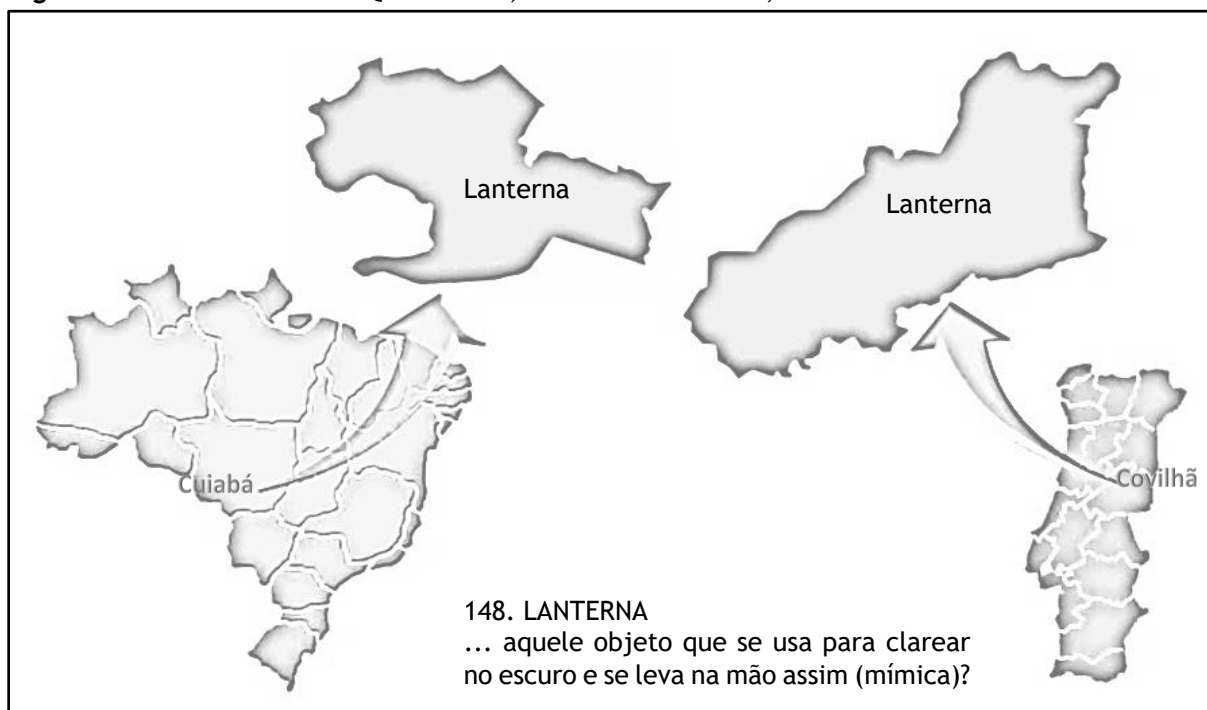 Lanterna
Lanterna
Cuiabá
Covilhã
148. LANTERNA
... aquele objeto que se usa para clarear
no escuro e se leva na mão assim (mímica)?